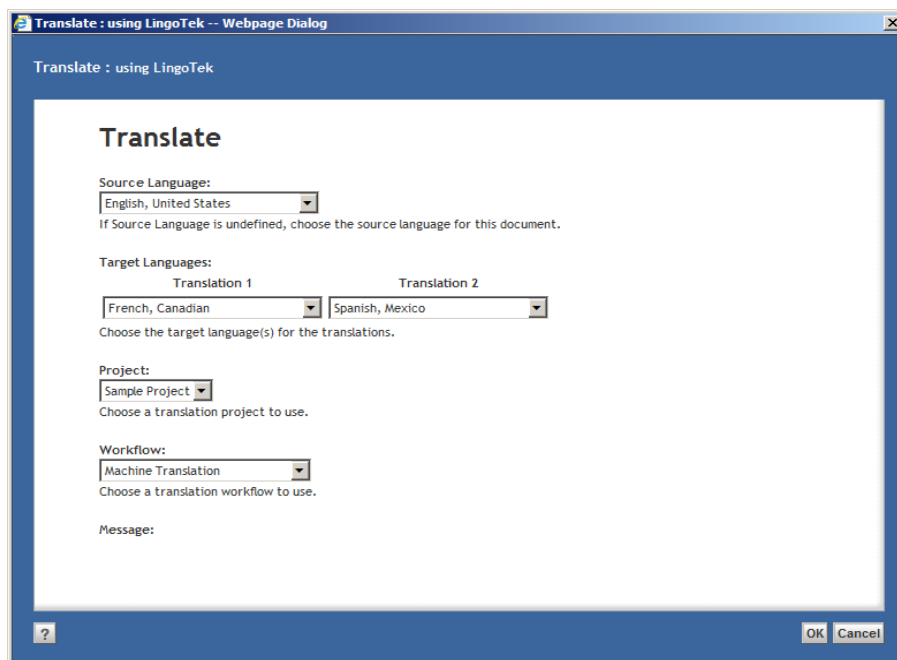 Translate : using LingoTek -- Webpage Dialog
Translate : using LingoTek
Translate
Source Language:
English, United States
If Source Language is undefined, choose the source language for this document.
Target Languages:
Translation 1 Translation 2
French, Canadian Spanish, Mexico
Choose the target language(s) for the translations.
Project:
Sample Project
Choose a translation project to use.
Workflow:
Machine Translation
Choose a translation workflow to use.
Message:
? OK Cancel